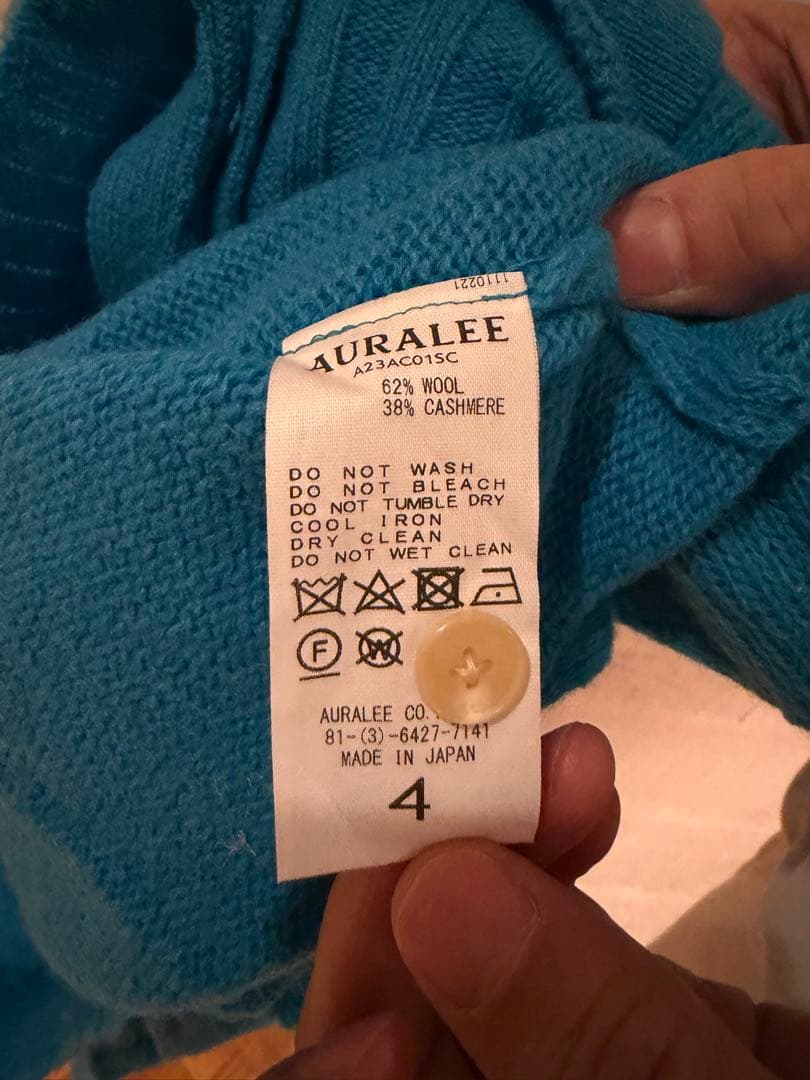 1110221
AURALEE
A23AC01SC
62% WOOL
38% CASHMERE
DO NOT WASH
DO NOT BLEACH
DO NOT TUMBLE DRY
COOL IRON
DRY CLEAN
DO NOT WET CLEAN
F W
AURALEE CO.
81-(3)-6427-7141
MADE IN JAPAN
4